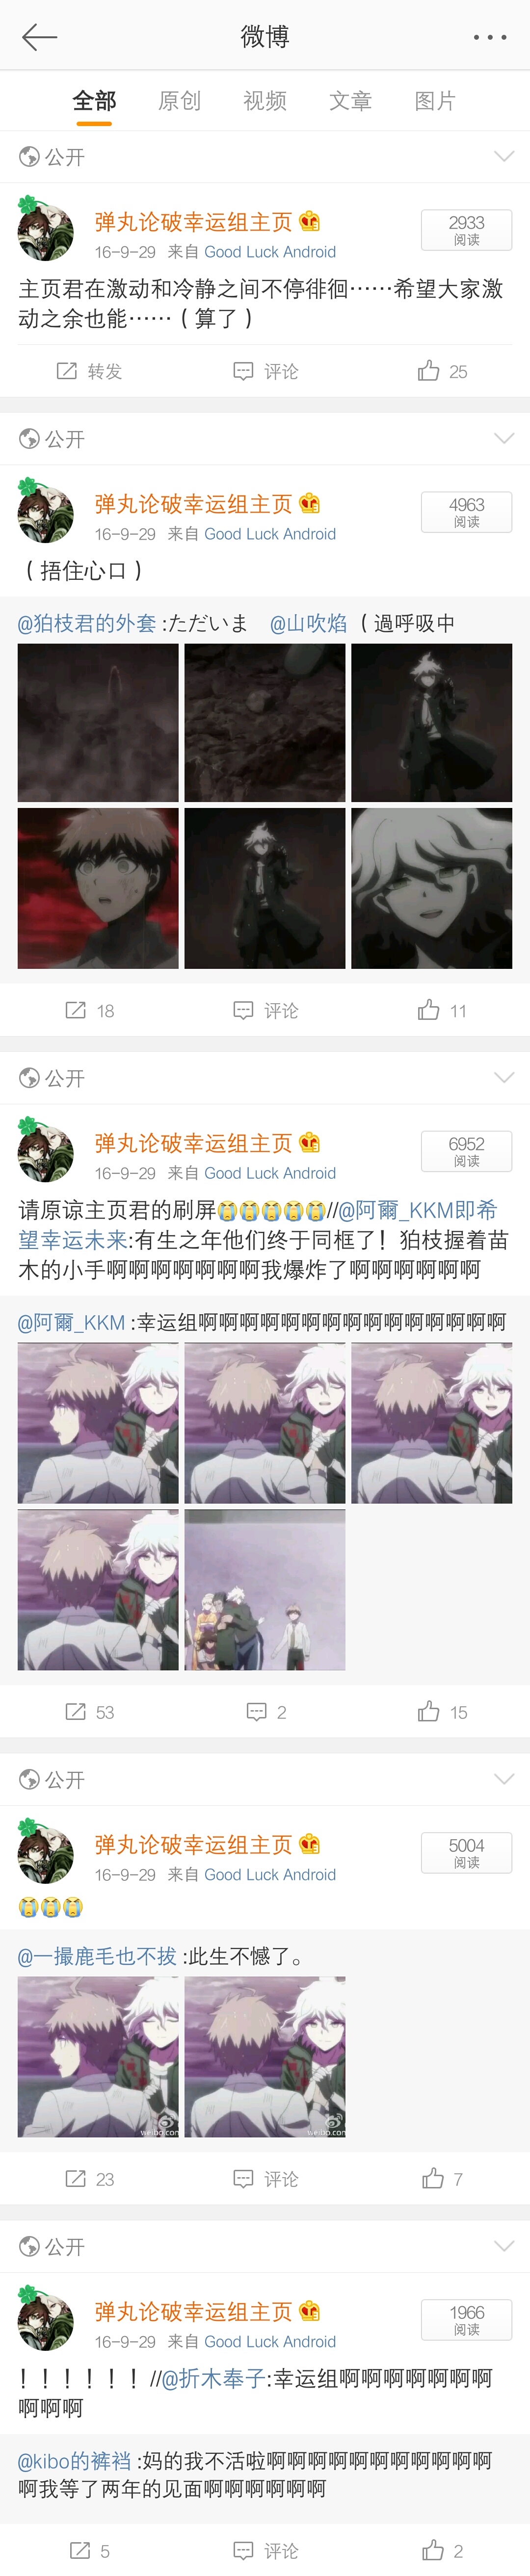 微博
全部 原创 视频 文章 图片
公开
弹丸论破幸运组主页
2933
阅读
16-9-29 来自 Good Luck Android
主页君在激动和冷静之间不停徘徊……希望大家激
动之余也能……（算了）
转发 评论 25
公开
弹丸论破幸运组主页
4963
阅读
16-9-29 来自 Good Luck Android
（捂住心口）
@狛枝君的外套 :ただいま @山吹焰 （過呼吸中
18 评论 11
公开
弹丸论破幸运组主页
6952
阅读
16-9-29 来自 Good Luck Android
请原谅主页君的刷屏😭😭😭😭😭//@阿爾_KKM即希
望幸运未来:有生之年他们终于同框了！狛枝握着苗
木的小手啊啊啊啊啊啊啊我爆炸了啊啊啊啊啊啊
@阿爾_KKM :幸运组啊啊啊啊啊啊啊啊啊啊啊啊啊啊啊
53 2 15
公开
弹丸论破幸运组主页
5004
阅读
16-9-29 来自 Good Luck Android
😭😭😭
@一撮鹿毛也不拔 :此生不憾了。
weibo.com
weibo.com
23 评论 7
公开
弹丸论破幸运组主页
1966
阅读
16-9-29 来自 Good Luck Android
！！！！！！//@折木奉子:幸运组啊啊啊啊啊啊啊
啊啊啊
@kibo的裤裆 :妈的我不活啦啊啊啊啊啊啊啊啊啊啊啊
啊我等了两年的见面啊啊啊啊啊啊
5 评论 2